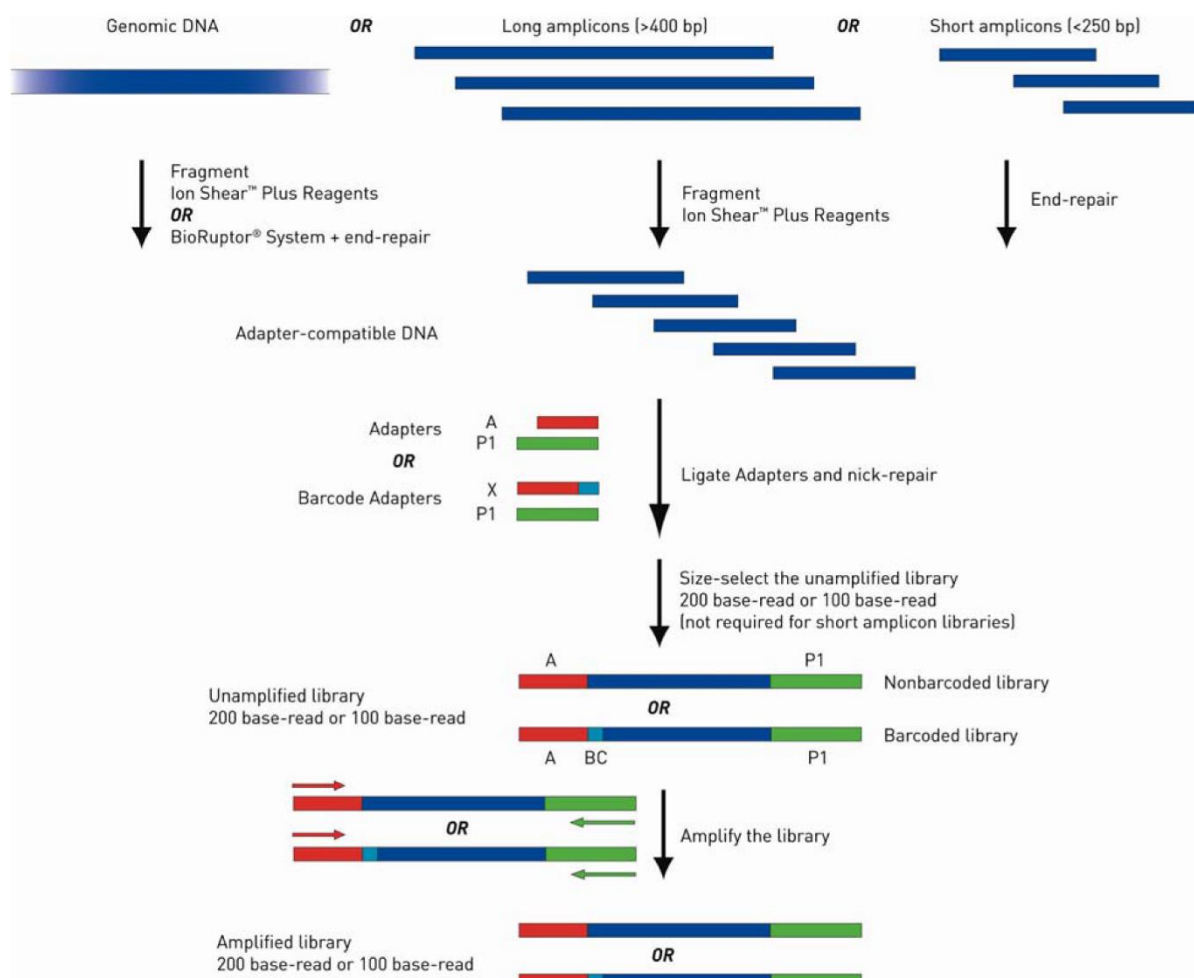 Genomic DNA
OR
Long amplicons (>400 bp)
OR
Short amplicons (<250 bp)
Fragment
Ion Shear™ Plus Reagents
OR
BioRuptor® System + end-repair
Fragment
Ion Shear™ Plus Reagents
End-repair
Adapter-compatible DNA
Adapters
A
P1
OR
Barcode Adapters
X
P1
Ligate Adapters and nick-repair
Size-select the unamplified library
200 base-read or 100 base-read
(not required for short amplicon libraries)
A
P1
Unamplified library
200 base-read or 100 base-read
Nonbarcoded library
OR
Barcoded library
A
BC
P1
OR
Amplify the library
Amplified library
200 base-read or 100 base-read
OR